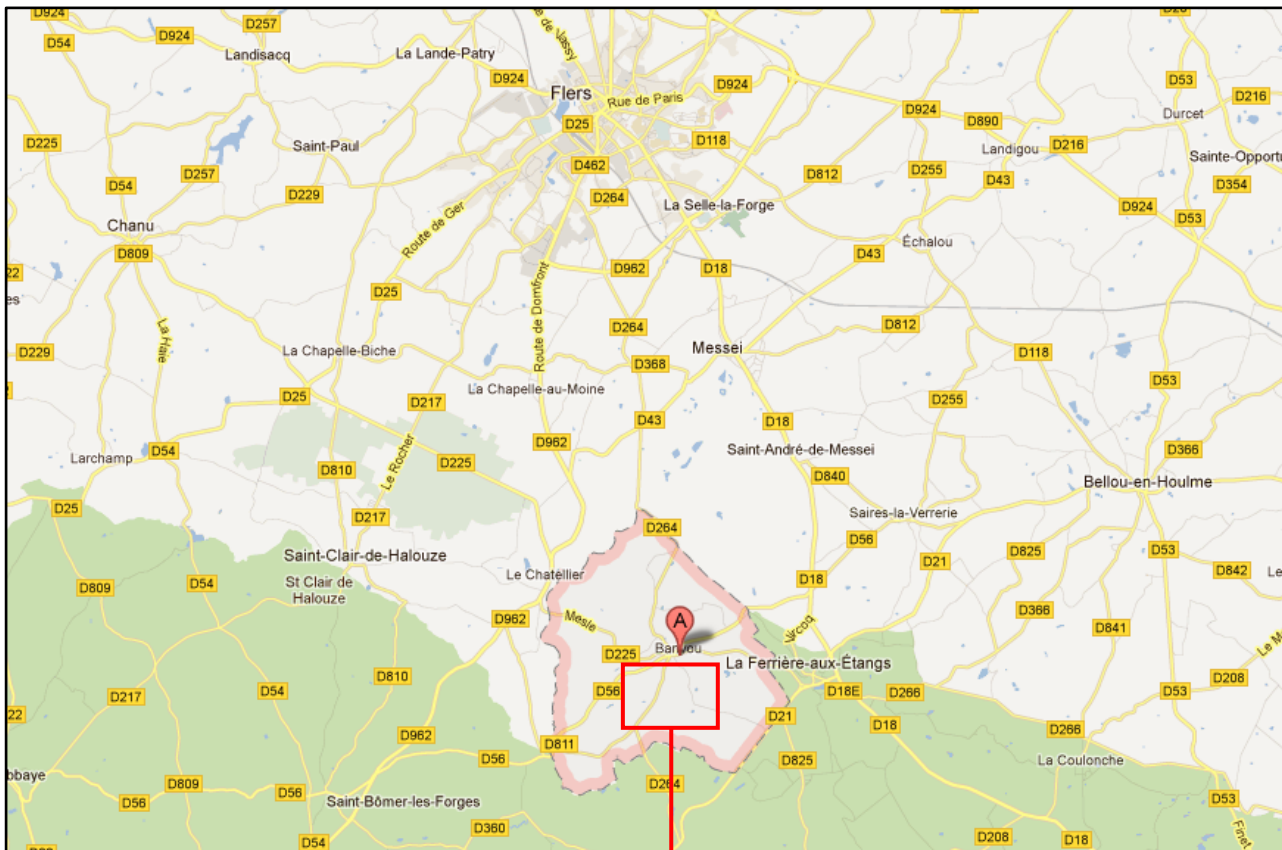 D924
D257
D54
D924
Landisacq
La Lande-Patry
D924
Flers
Rue de Paris
D25
D118
D924
D53
D216
Durcet
D890
Landigou
D216
D225
Saint-Paul
D462
D257
D54
D229
D264
D812
D255
D43
D354
La Selle-la-Forge
D924
D53
Chanu
D809
Route de Ger
Échalou
D43
D962
D18
D25
Route de Domfront
La Haie
D264
D812
D229
La Chapelle-Biche
Messei
D118
D368
La Chapelle-au-Moine
D53
D25
D217
D255
D43
D18
D962
Saint-André-de-Messei
D54
Larchamp
D810
Le Rocher
D225
D366
D840
Bellou-en-Houlme
D25
D217
Saires-la-Verrerie
D264
D56
Saint-Clair-de-Halouze
D825
D53
D21
Le Chatellier
D18
D842
St Clair de
Halouze
D809
D54
D962
Mesle
A
D366
Vircoq
D841
D225
La Ferrière-aux-Étangs
D810
D56
D18E
D266
D208
D217
D54
D53
D21
D18
D266
D962
D811
D56
D825
La Coulonche
D809
D264
D56
D56
Saint-Bômer-les-Forges
D53
D360
D54
D208
D18
Finet